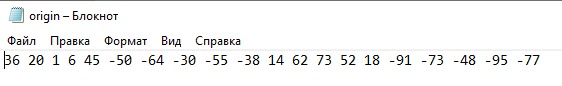 origin – Блокнот
Файл Правка Формат Вид Справка
36 20 1 6 45 -50 -64 -30 -55 -38 14 62 73 52 18 -91 -73 -48 -95 -77